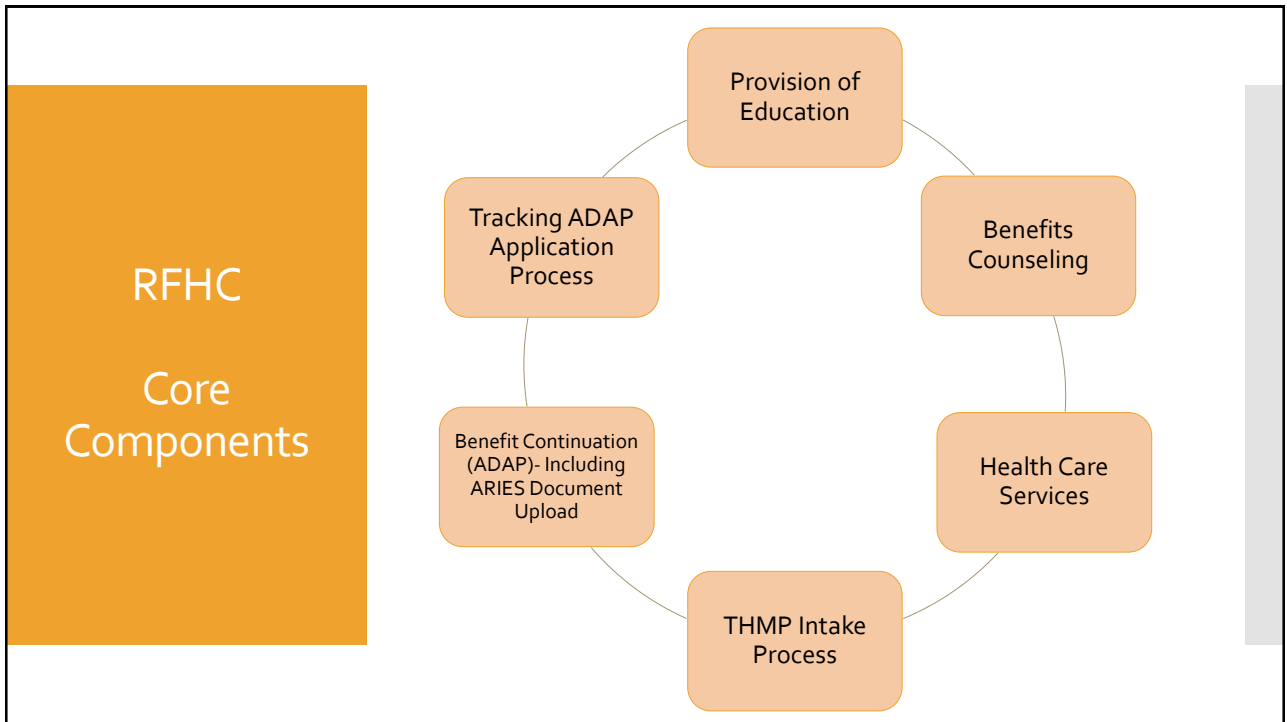 RFHC
Core
Components
Provision of
Education
Benefits
Counseling
Health Care
Services
THMP Intake
Process
Benefit Continuation
(ADAP)- Including
ARIES Document
Upload
Tracking ADAP
Application
Process